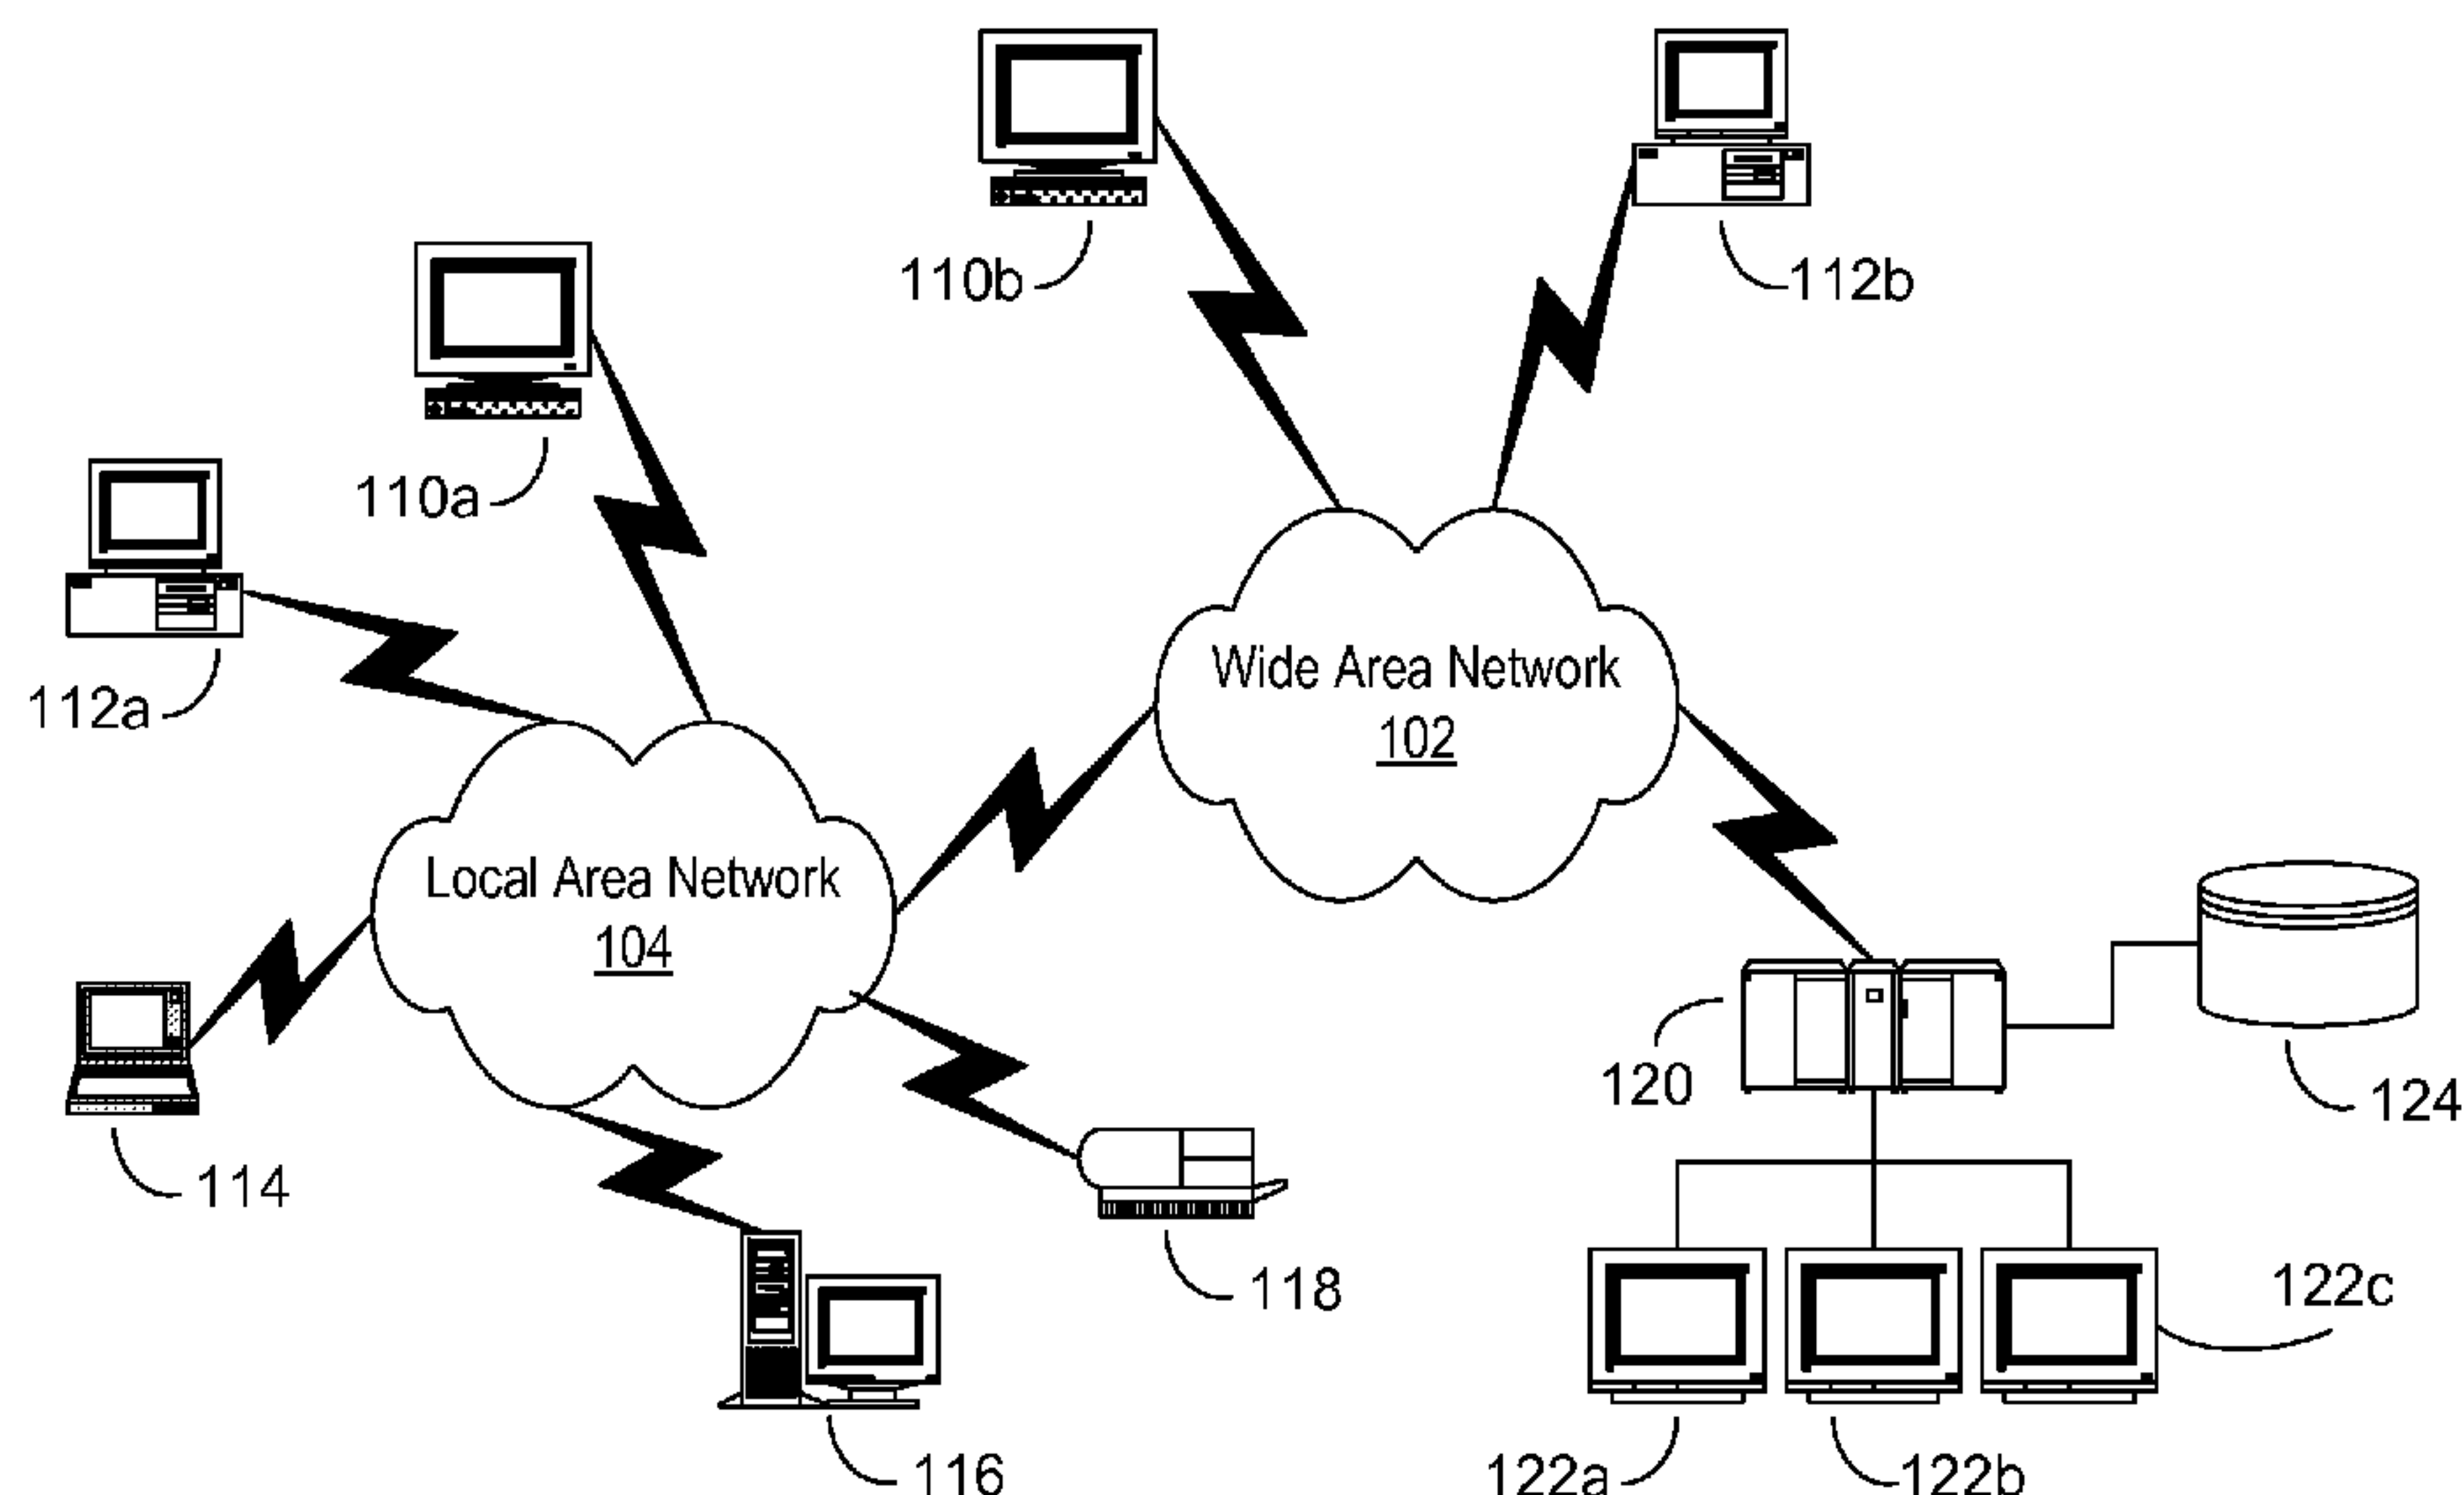 110b
112b
110a
112a
Wide Area Network
102
Local Area Network
104
120
124
114
118
122c
116
122a
122b